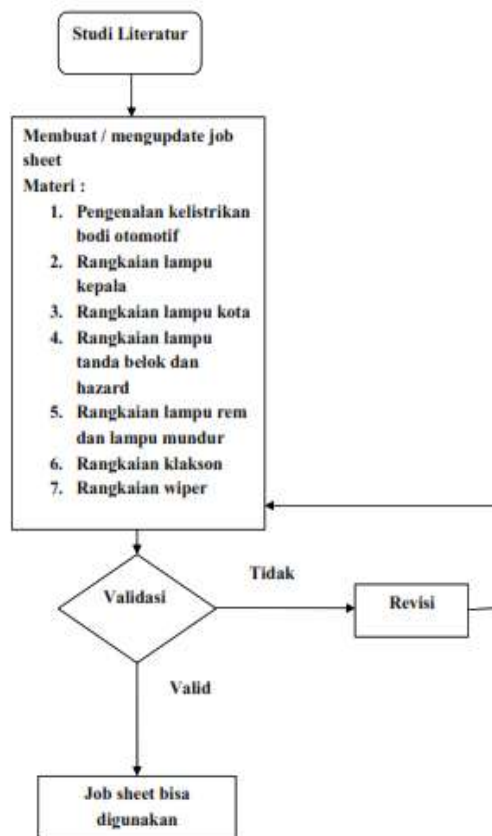 Studi Literatur
Membuat / mengupdate job
sheet
Materi :
1. Pengenalan kelistrikan
bodi otomotif
2. Rangkaian lampu
kepala
3. Rangkaian lampu kota
4. Rangkaian lampu
tanda belok dan
hazard
5. Rangkaian lampu rem
dan lampu mundur
6. Rangkaian klakson
7. Rangkaian wiper
Tidak
Validasi
Revisi
Valid
Job sheet bisa
digunakan